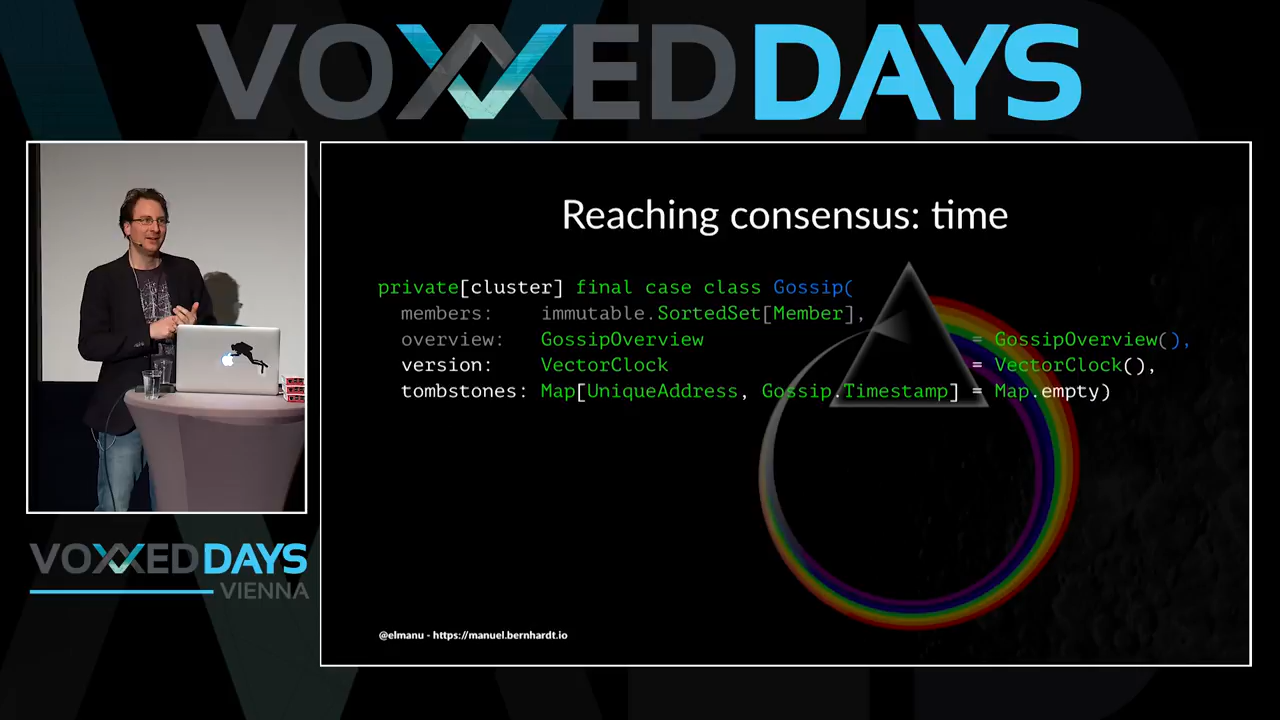 VOXXED DAYS
Reaching consensus: time
private[cluster] final case class Gossip(
members: immutable.SortedSet[Member],
overview: GossipOverview = GossipOverview(),
version: VectorClock = VectorClock(),
tombstones: Map[UniqueAddress, Gossip.Timestamp] = Map.empty)
VOXXED DAYS
VIENNA
@elmanu - https://manuel.bernhardt.io